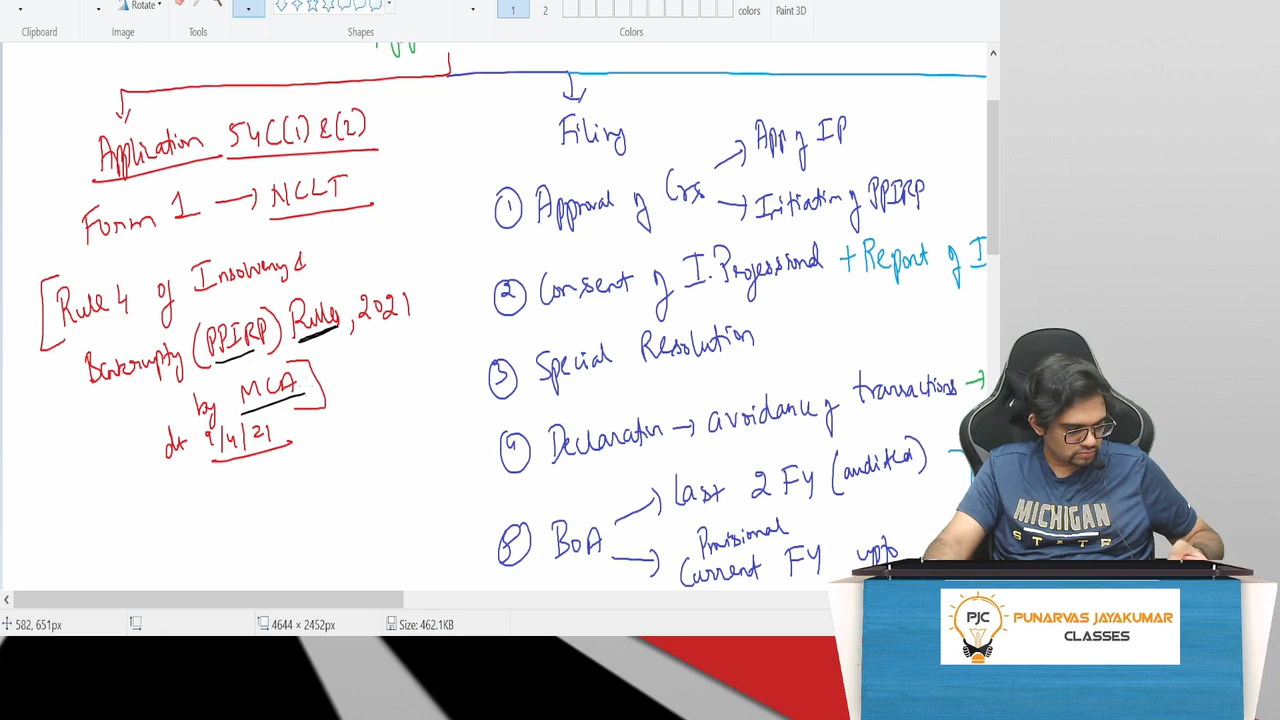 Rotate
Clipboard
Image
Tools
Shapes
1
2
colors
Colors
Paint 3D
Application 54C(1) &(2)
Form 1 → NCLT
[Rule 4 of Insolvency &
Bankrupty (PPIRP) Rules, 2021
by MCA]
dt 9/4/21
Filing
① Approval of Crs → App of IP
→ Initiation of PPIRP
② Consent of I. Professional + Report of I
③ Special Resolution
④ Declaration → avoidance of transactions →
⑤ BOA → Last 2 FY (audited)
→ Provisional
Current FY upto
582, 651px
4671 × 2452px
Size: 462.1KB
MICHIGAN
STATE
PJC
PUNARVAS JAYAKUMAR
CLASSES